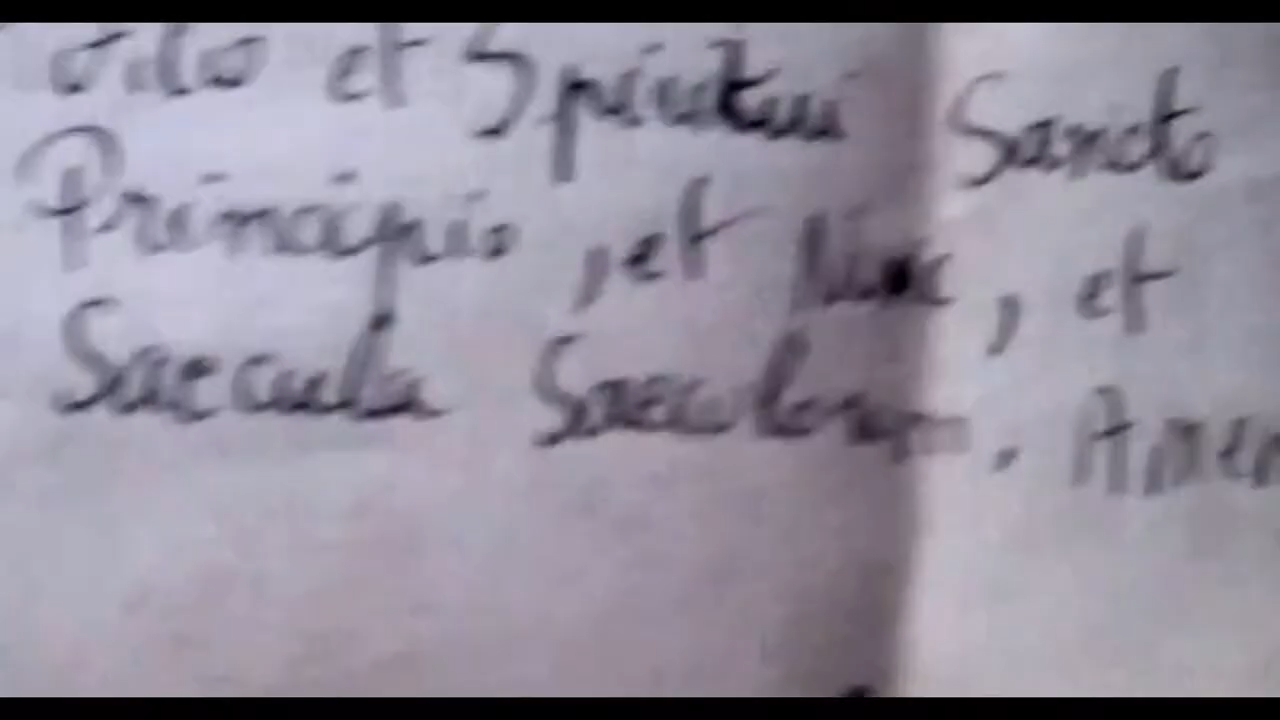 et Spiritui Sancto
Principio, et nunc, et
Saecula Saeculorum. Amen